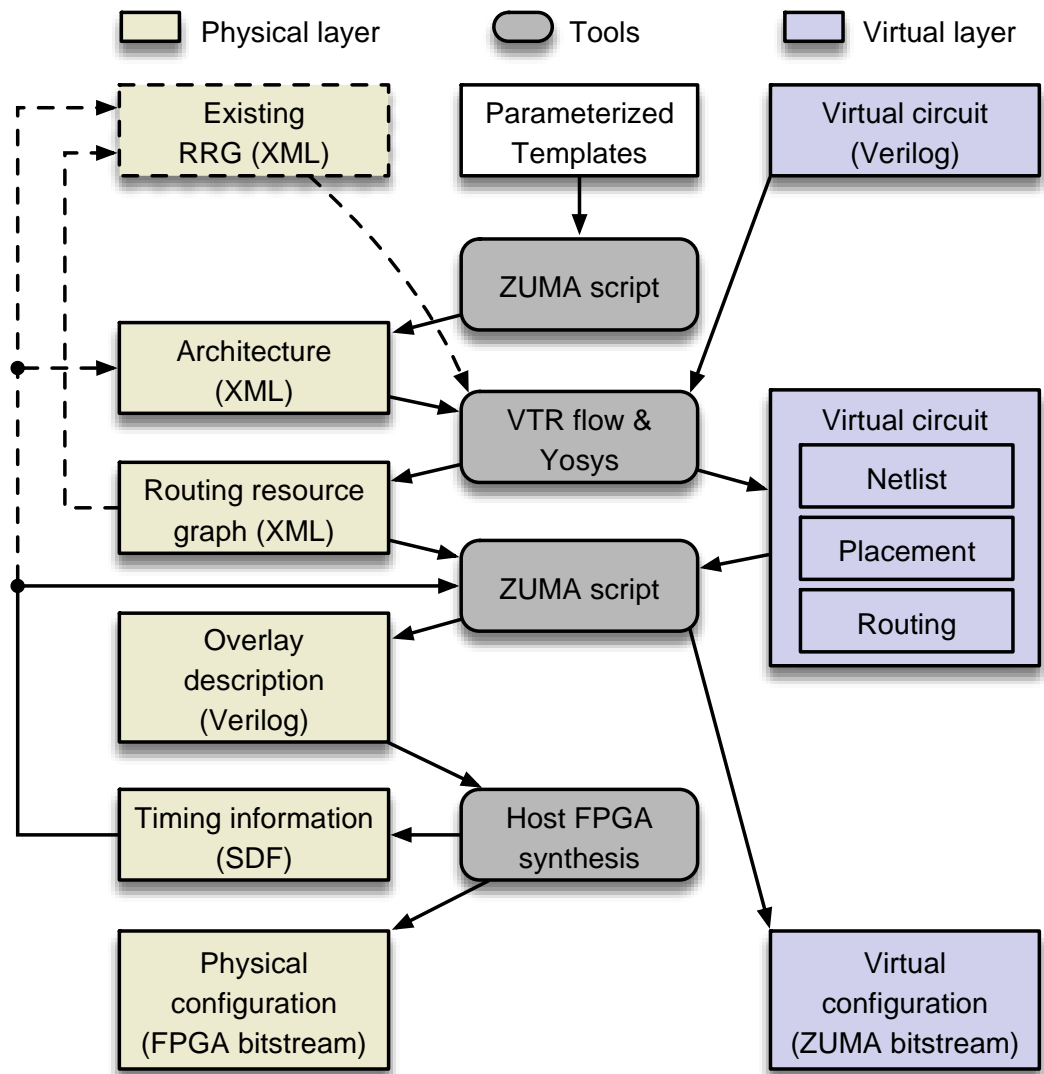 Physical layer
Tools
Virtual layer
Existing
RRG (XML)
Parameterized
Templates
Virtual circuit
(Verilog)
ZUMA script
Architecture
(XML)
VTR flow &
Yosys
Virtual circuit
Netlist
Placement
Routing
Routing resource
graph (XML)
ZUMA script
Overlay
description
(Verilog)
Timing information
(SDF)
Host FPGA
synthesis
Physical
configuration
(FPGA bitstream)
Virtual
configuration
(ZUMA bitstream)